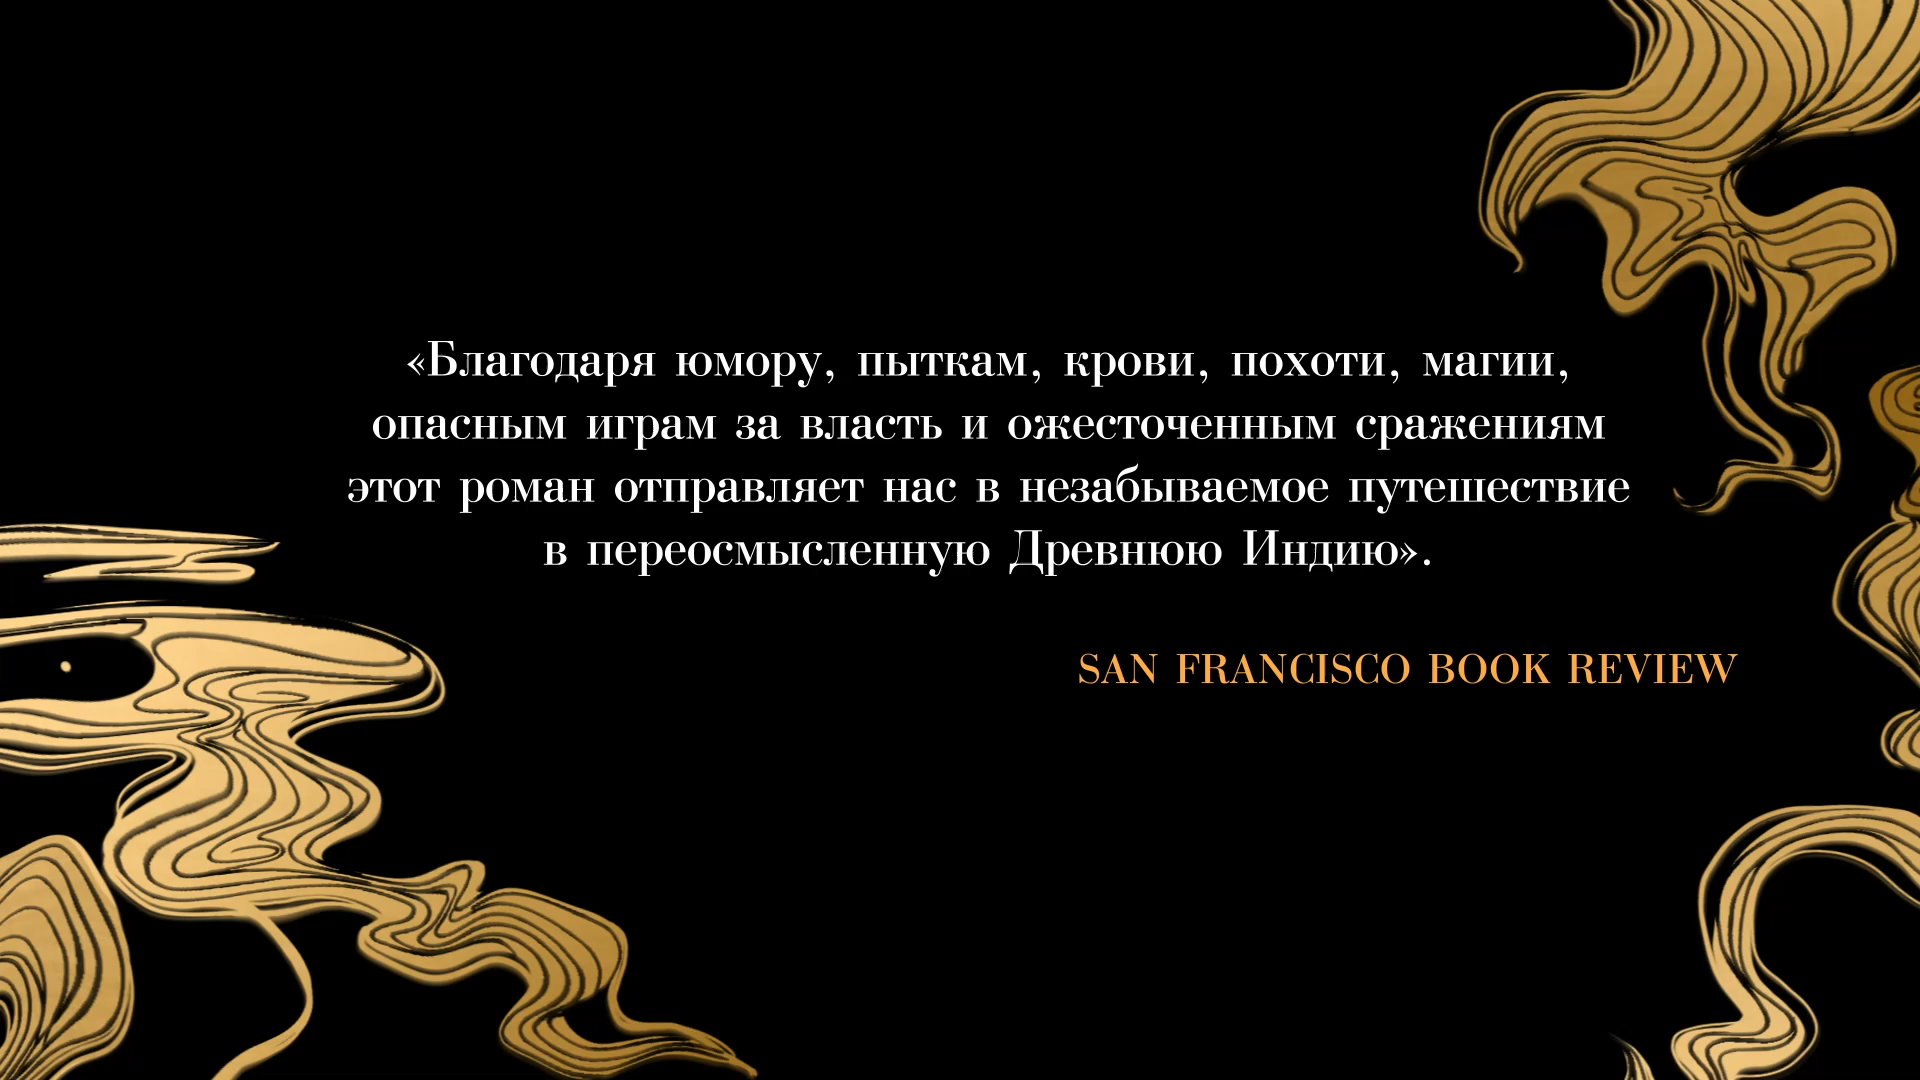 «Благодаря юмору, пыткам, крови, похоти, магии,
опасным играм за власть и ожесточенным сражениям
этот роман отправляет нас в незабываемое путешествие
в переосмысленную Древнюю Индию».
SAN FRANCISCO BOOK REVIEW